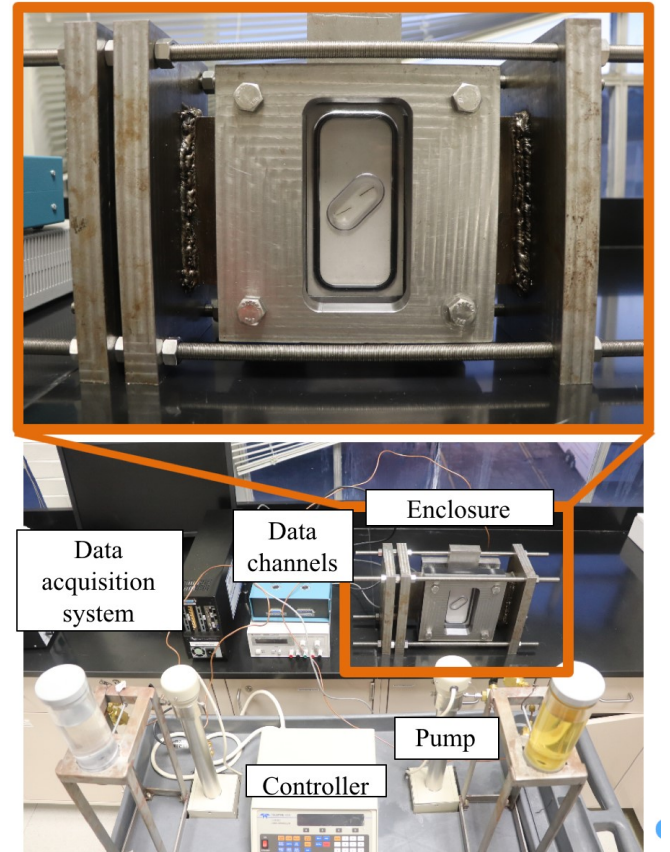 Enclosure
Data
channels
Data
acquisition
system
Pump
Controller